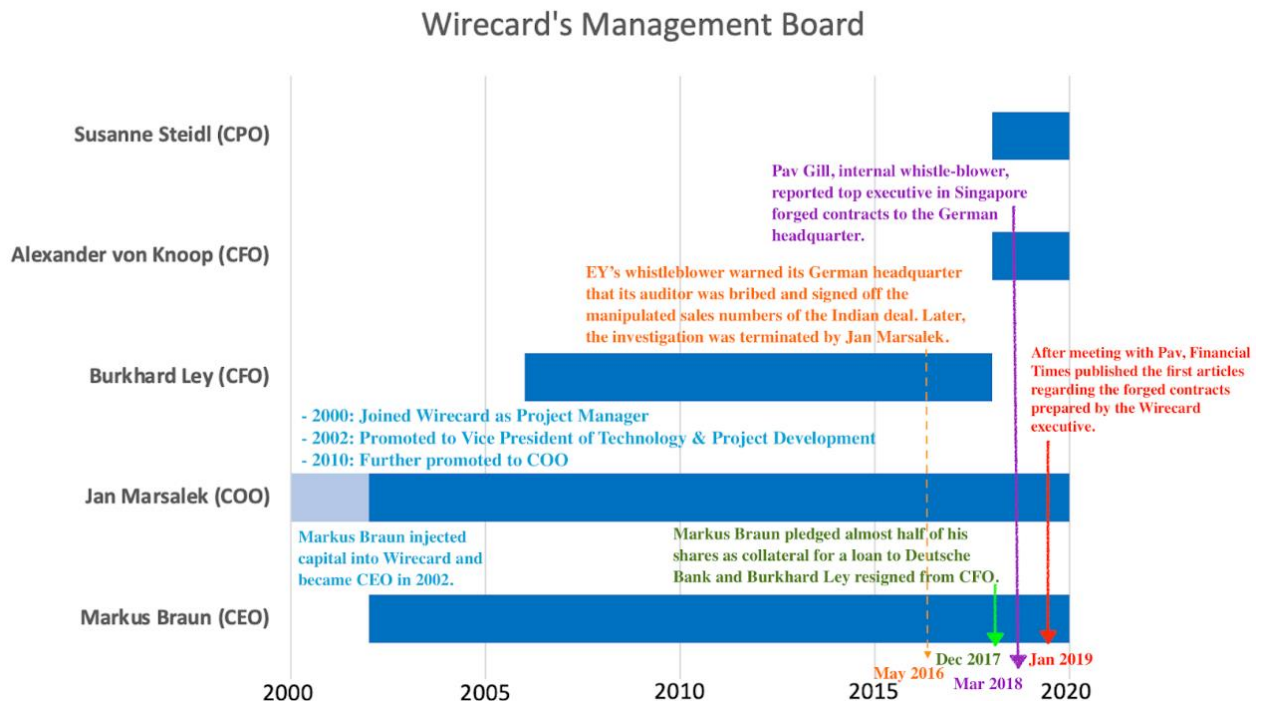 Wirecard's Management Board
Susanne Steidl (CPO)
Pav Gill, internal whistle-blower,
reported top executive in Singapore
forged contracts to the German
headquarter.
Alexander von Knoop (CFO)
EY's whistleblower warned its German headquarter
that its auditor was bribed and signed off the
manipulated sales numbers of the Indian deal. Later,
the investigation was terminated by Jan Marsalek.
After meeting with Pav, Financial
Times published the first articles
regarding the forged contracts
prepared by the Wirecard
executive.
Burkhard Ley (CFO)
- 2000: Joined Wirecard as Project Manager
- 2002: Promoted to Vice President of Technology & Project Development
- 2010: Further promoted to COO
Jan Marsalek (COO)
Markus Braun injected
capital into Wirecard and
became CEO in 2002.
Markus Braun pledged almost half of his
shares as collateral for a loan to Deutsche
Bank and Burkhard Ley resigned from CFO.
Markus Braun (CEO)
May 2016
Dec 2017
Mar 2018
Jan 2019
2000
2005
2010
2015
2020